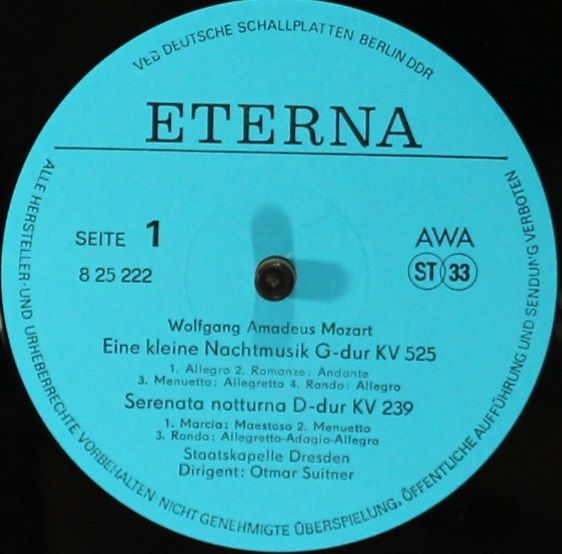 VEB DEUTSCHE SCHALLPLATTEN BERLIN DDR
ETERNA
SEITE 1
8 25 222
AWA
ST 33
Wolfgang Amadeus Mozart
Eine kleine Nachtmusik G-dur KV 525
1. Allegro 2. Romanze: Andante
3. Menuetto: Allegretto 4. Rondo: Allegro
Serenata notturna D-dur KV 239
1. Marcia: Maestoso 2. Menuetto
3. Rondo: Allegretto-Adagio-Allegro
Staatskapelle Dresden
Dirigent: Otmar Suitner
ALLE HERSTELLER- UND URHEBERRECHTE VORBEHALTEN NICHT GENEHMIGTE ÜBERSPIELUNG, ÖFFENTLICHE AUFFÜHRUNG UND SENDUNG VERBOTEN